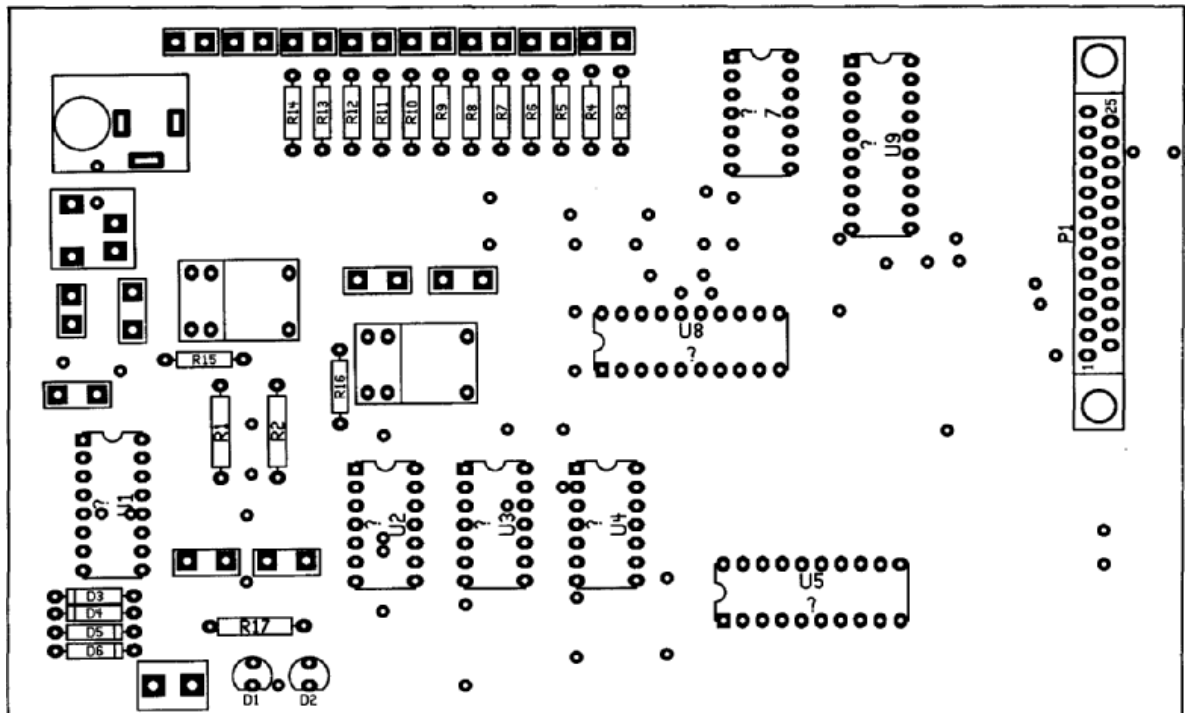 R14
R13
R12
R11
R10
R9
R8
R7
R6
R5
R4
R3
?
7
?
U9
25
P1
1
U8
?
R15
R16
R1
R2
?
U1
?
U2
?
U3
?
U4
U5
?
D3
D4
D5
D6
R17
D1
D2